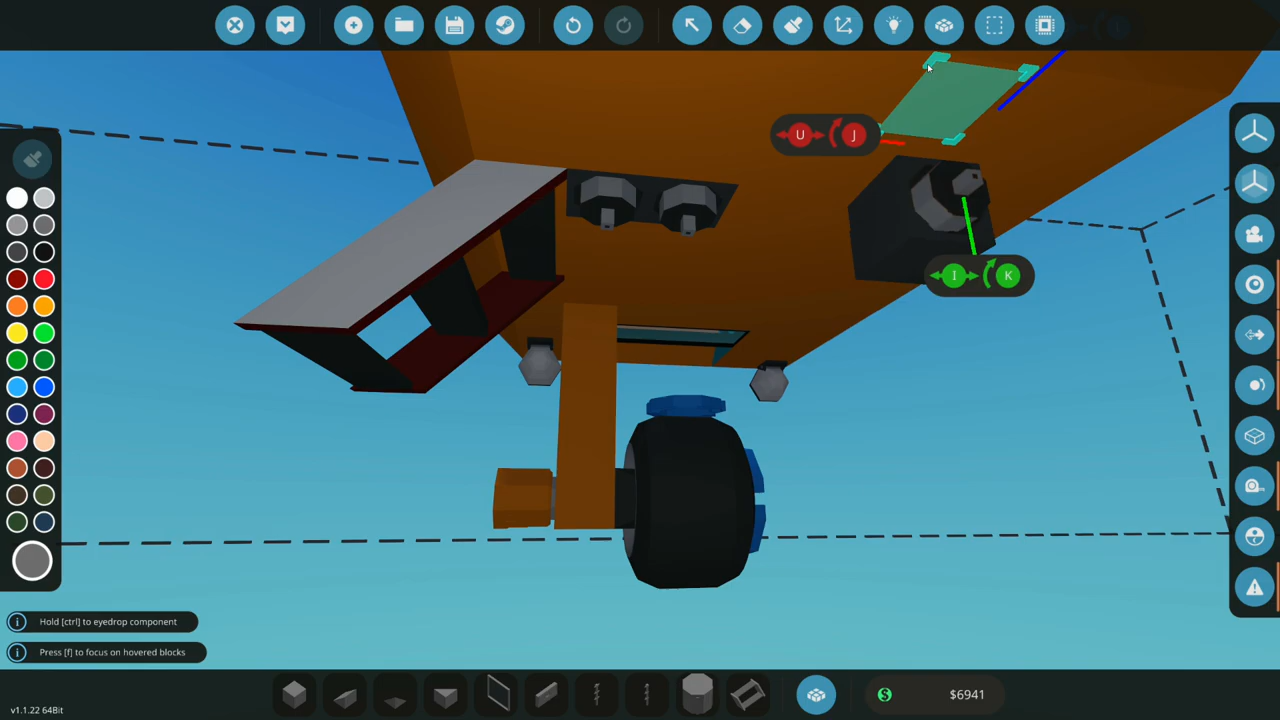 U J
I K
Hold [ctrl] to eyedrop component
Press [f] to focus on hovered blocks
$ $6941
v1.1.22 64Bit